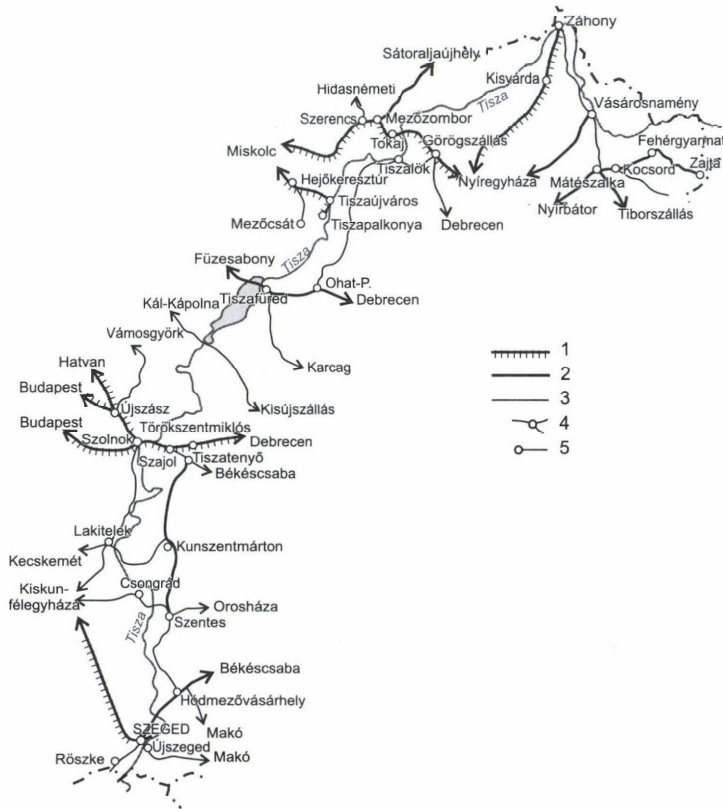 Záhony
Sátoraljaújhely
Kisvárda
Tisza
Hidasnémeti
Szerencs
Mezőzombor
Vásárosnamény
Tokaj
Görögszállás
Fehérgyarmat
Miskolc
Tiszalök
Nyíregyháza
Kocsord
Zajta
Hejőkeresztúr
Mátészalka
Tiszaújváros
Nyírbátor
Tiborszállás
Mezőcsát
Tiszapalkonya
Debrecen
Tisza
Füzesabony
Ohat-P.
Kál-Kápolna
Tiszafüred
Debrecen
Vámosgyörk
Hatvan
Karcag
1
Budapest
2
Újszász
Kisújszállás
3
Budapest
Törökszentmiklós
4
Szolnok
Debrecen
5
Szajol
Tiszatenyő
Békéscsaba
Lakitelek
Kunszentmárton
Kecskemét
Csongrád
Kiskun-
félegyháza
Orosháza
Szentes
Tisza
Békéscsaba
Hódmezővásárhely
SZEGED
Makó
Újszeged
Röszke
Makó